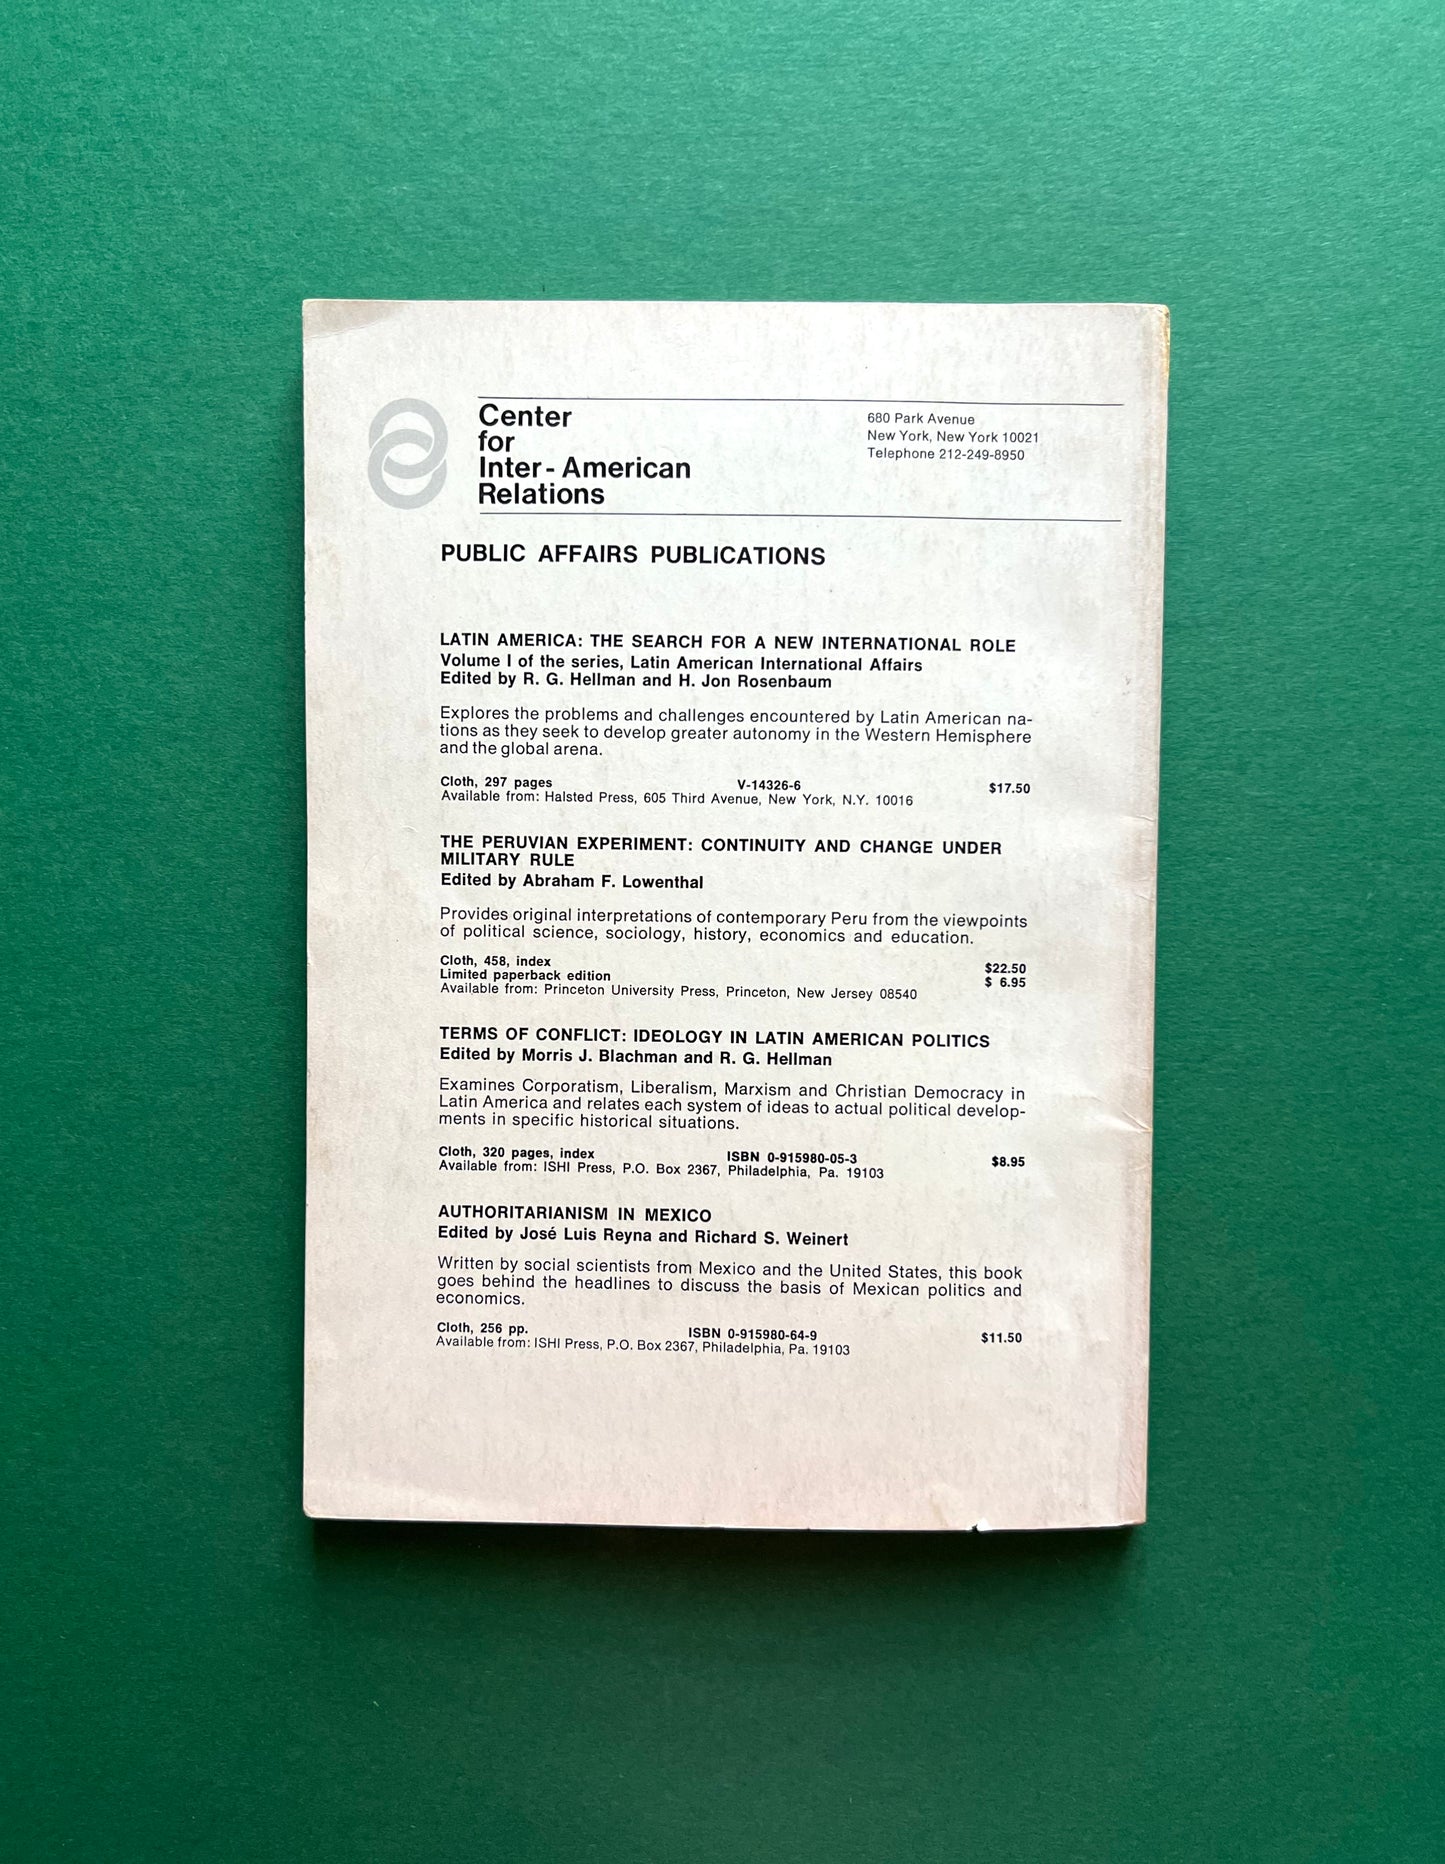 Center
for
Inter-American
Relations
680 Park Avenue
New York, New York 10021
Telephone 212-249-8950
PUBLIC AFFAIRS PUBLICATIONS
LATIN AMERICA: THE SEARCH FOR A NEW INTERNATIONAL ROLE
Volume I of the series, Latin American International Affairs
Edited by R. G. Hellman and H. Jon Rosenbaum
Explores the problems and challenges encountered by Latin American na-
tions as they seek to develop greater autonomy in the Western Hemisphere
and the global arena.
Cloth, 297 pages V-14326-6 $17.50
Available from: Halsted Press, 605 Third Avenue, New York, N.Y. 10016
THE PERUVIAN EXPERIMENT: CONTINUITY AND CHANGE UNDER
MILITARY RULE
Edited by Abraham F. Lowenthal
Provides original interpretations of contemporary Peru from the viewpoints
of political science, sociology, history, economics and education.
Cloth, 458, index $22.50
Limited paperback edition $ 6.95
Available from: Princeton University Press, Princeton, New Jersey 08540
TERMS OF CONFLICT: IDEOLOGY IN LATIN AMERICAN POLITICS
Edited by Morris J. Blachman and R. G. Hellman
Examines Corporatism, Liberalism, Marxism and Christian Democracy in
Latin America and relates each system of ideas to actual political develop-
ments in specific historical situations.
Cloth, 320 pages, index ISBN 0-915980-05-3 $8.95
Available from: ISHI Press, P.O. Box 2367, Philadelphia, Pa. 19103
AUTHORITARIANISM IN MEXICO
Edited by José Luis Reyna and Richard S. Weinert
Written by social scientists from Mexico and the United States, this book
goes behind the headlines to discuss the basis of Mexican politics and
economics.
Cloth, 256 pp. ISBN 0-915980-64-9 $11.50
Available from: ISHI Press, P.O. Box 2367, Philadelphia, Pa. 19103